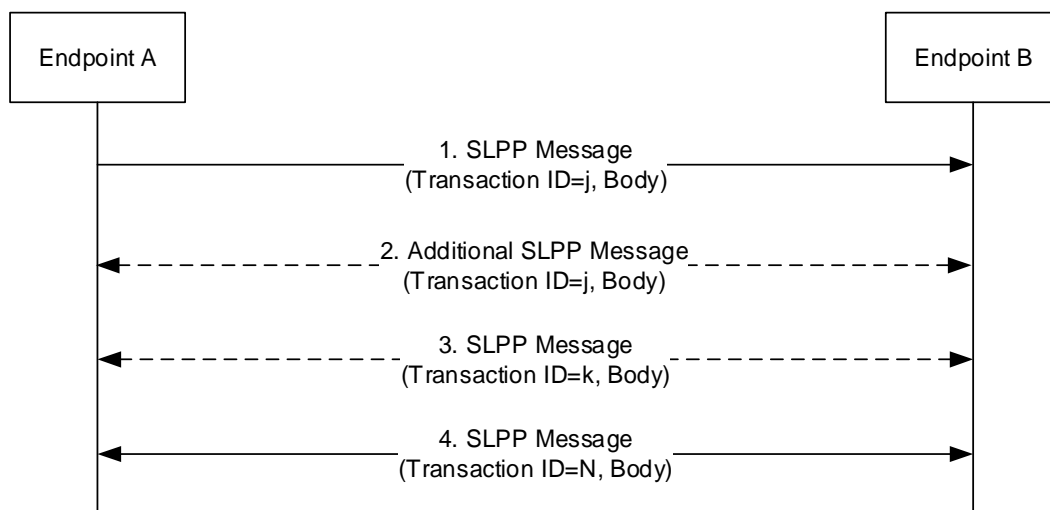 Endpoint A
Endpoint B
1. SLPP Message
(Transaction ID=j, Body)
2. Additional SLPP Message
(Transaction ID=j, Body)
3. SLPP Message
(Transaction ID=k, Body)
4. SLPP Message
(Transaction ID=N, Body)